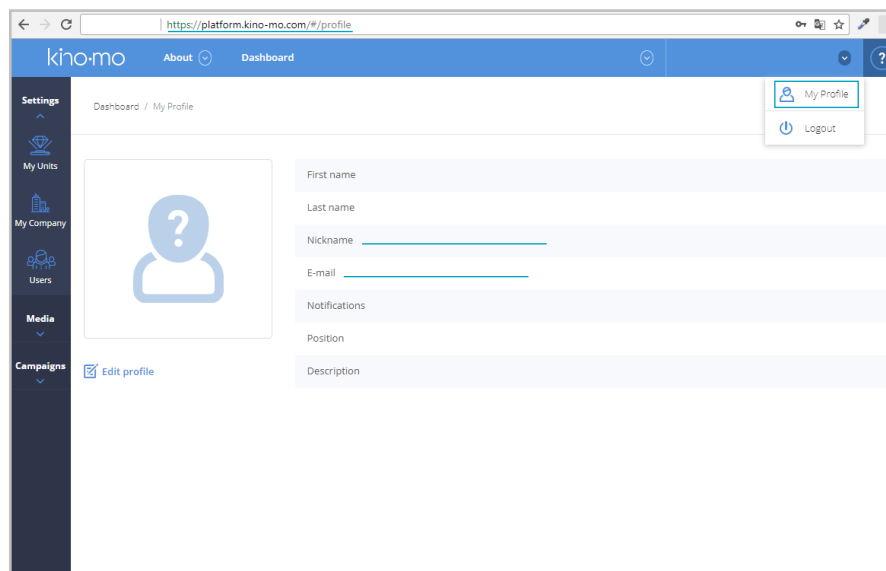 https://platform.kino-mo.com/#/profile
kino·mo About Dashboard ?
My Profile
Logout
Settings
Dashboard / My Profile
My Units
My Company
Users
Media
Campaigns
?
Edit profile
First name
Last name
Nickname
E-mail
Notifications
Position
Description